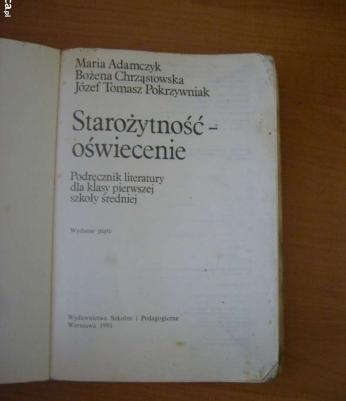 Maria Adamczyk
Bożena Chrząstowska
Józef Tomasz Pokrzywniak
Starożytność –
oświecenie
Podręcznik literatury
dla klasy pierwszej
szkoły średniej
Wydanie piąte
Wydawnictwa Szkolne i Pedagogiczne
Warszawa 1991